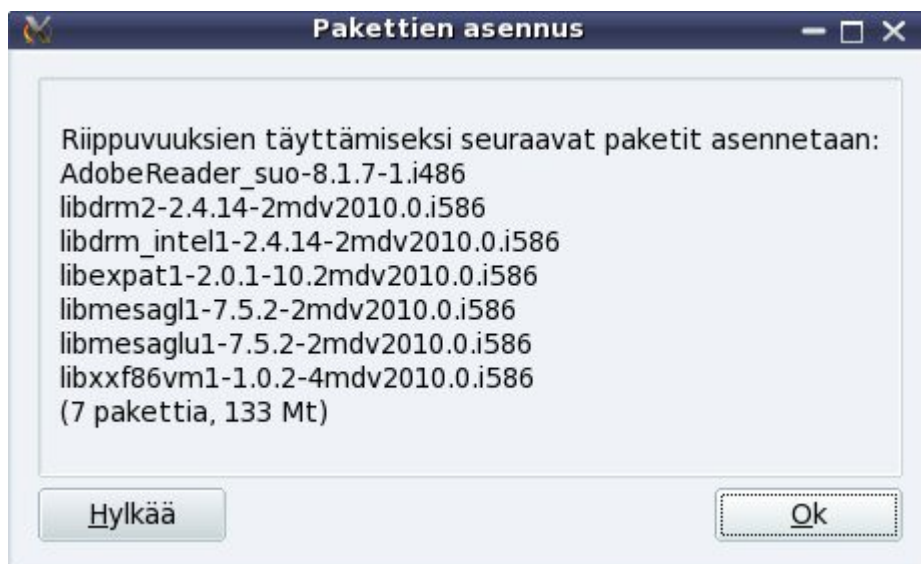 Pakettien asennus
Riippuvuuksien täyttämiseksi seuraavat paketit asennetaan:
AdobeReader_suo-8.1.7-1.i486
libdrm2-2.4.14-2mdv2010.0.i586
libdrm_intel1-2.4.14-2mdv2010.0.i586
libexpat1-2.0.1-10.2mdv2010.0.i586
libmesagl1-7.5.2-2mdv2010.0.i586
libmesaglu1-7.5.2-2mdv2010.0.i586
libxxf86vm1-1.0.2-4mdv2010.0.i586
(7 pakettia, 133 Mt)
Hylkää
Ok